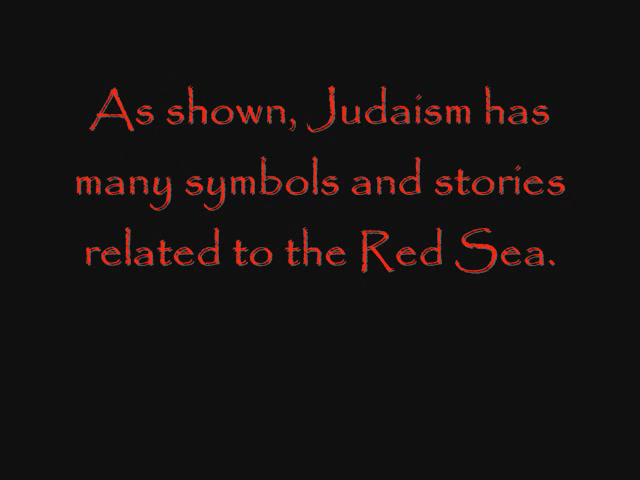 As shown, Judaism has
many symbols and stories
related to the Red Sea.